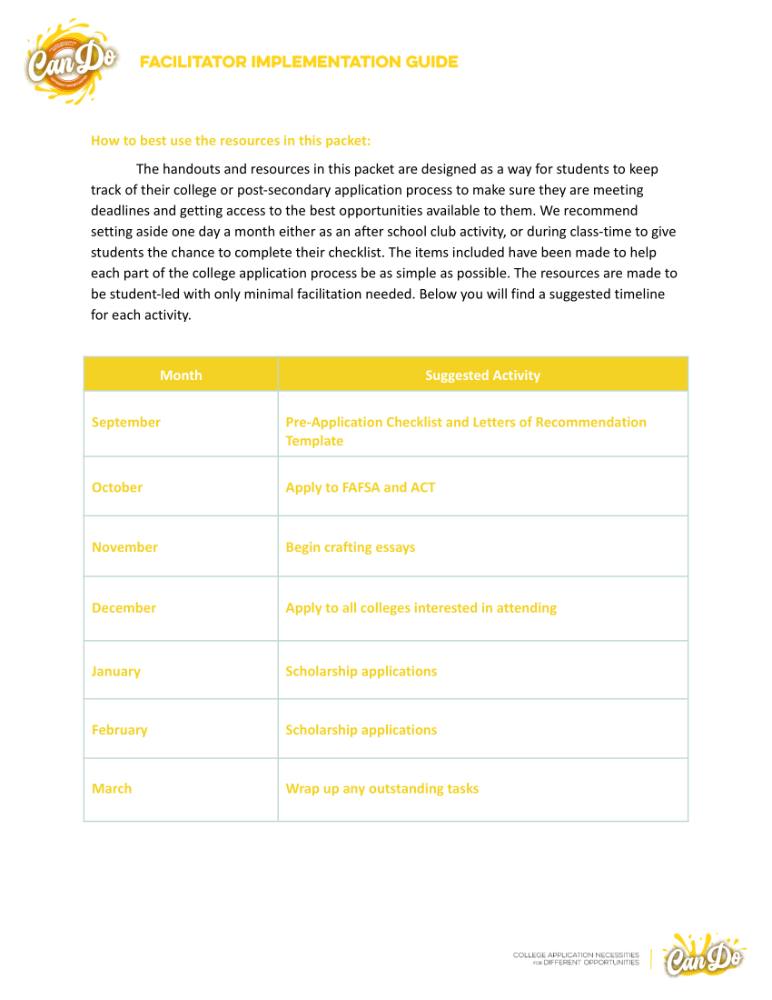 Can Do
FACILITATOR IMPLEMENTATION GUIDE
How to best use the resources in this packet:
The handouts and resources in this packet are designed as a way for students to keep
track of their college or post-secondary application process to make sure they are meeting
deadlines and getting access to the best opportunities available to them. We recommend
setting aside one day a month either as an after school club activity, or during class-time to give
students the chance to complete their checklist. The items included have been made to help
each part of the college application process be as simple as possible. The resources are made to
be student-led with only minimal facilitation needed. Below you will find a suggested timeline
for each activity.
Month Suggested Activity
September Pre-Application Checklist and Letters of Recommendation
Template
October Apply to FAFSA and ACT
November Begin crafting essays
December Apply to all colleges interested in attending
January Scholarship applications
February Scholarship applications
March Wrap up any outstanding tasks
COLLEGE APPLICATION NECESSITIES
FOR DIFFERENT OPPORTUNITIES
Can Do